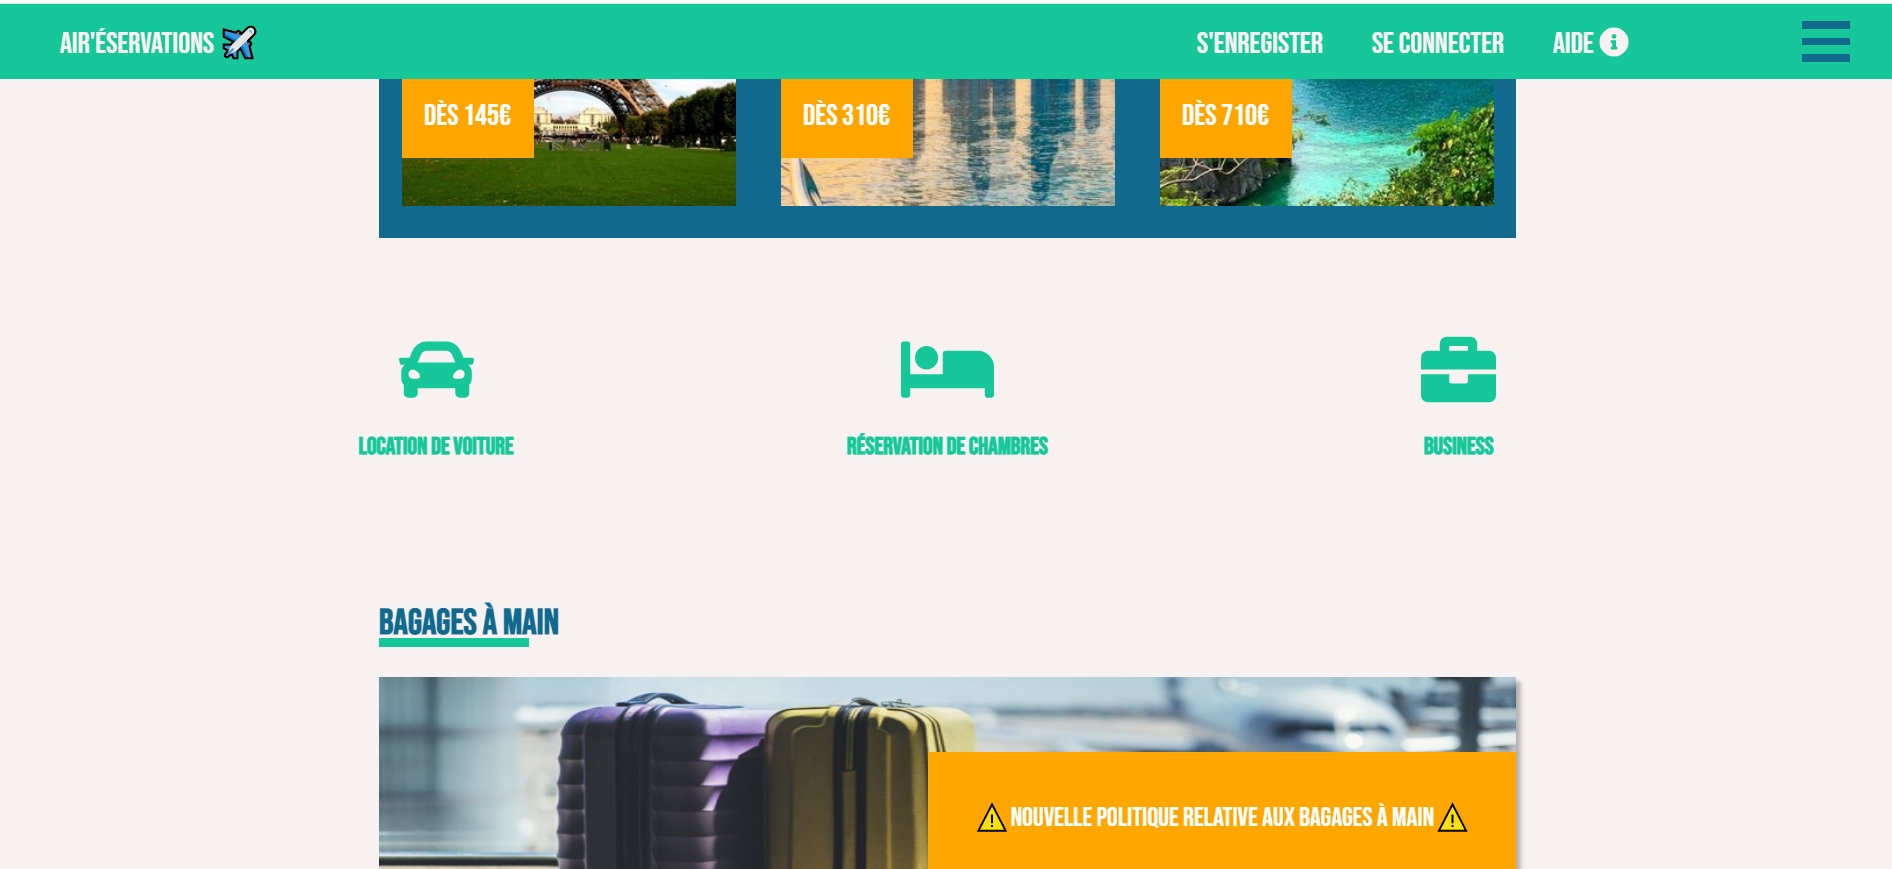 AIR'ÉSERVATIONS
S'ENREGISTER
SE CONNECTER
AIDE
DÈS 145€
DÈS 310€
DÈS 710€
LOCATION DE VOITURE
RÉSERVATION DE CHAMBRES
BUSINESS
BAGAGES À MAIN
⚠ NOUVELLE POLITIQUE RELATIVE AUX BAGAGES À MAIN ⚠